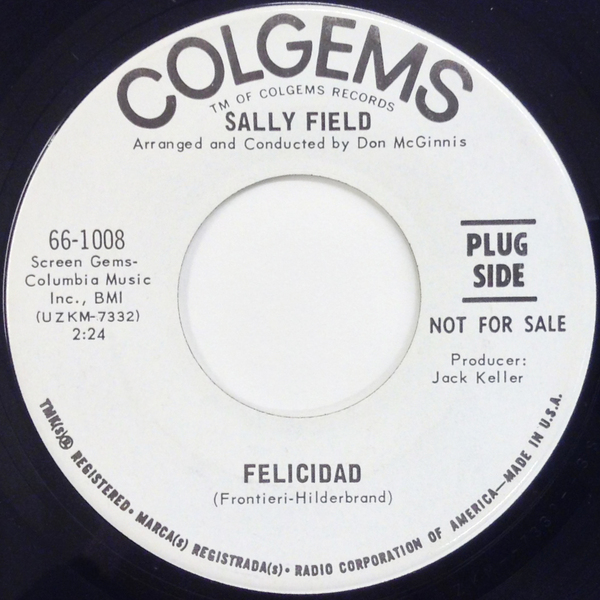 COLGEMS
TM OF COLGEMS RECORDS
SALLY FIELD
Arranged and Conducted by Don McGinnis
66-1008
Screen Gems-
Columbia Music
Inc., BMI
(UZKM-7332)
2:24
PLUG
SIDE
NOT FOR SALE
Producer:
Jack Keller
FELICIDAD
(Frontieri-Hilderbrand)
TMK(s)® REGISTERED • MARCA(s) REGISTRADA(s) • RADIO CORPORATION OF AMERICA—MADE IN U.S.A.